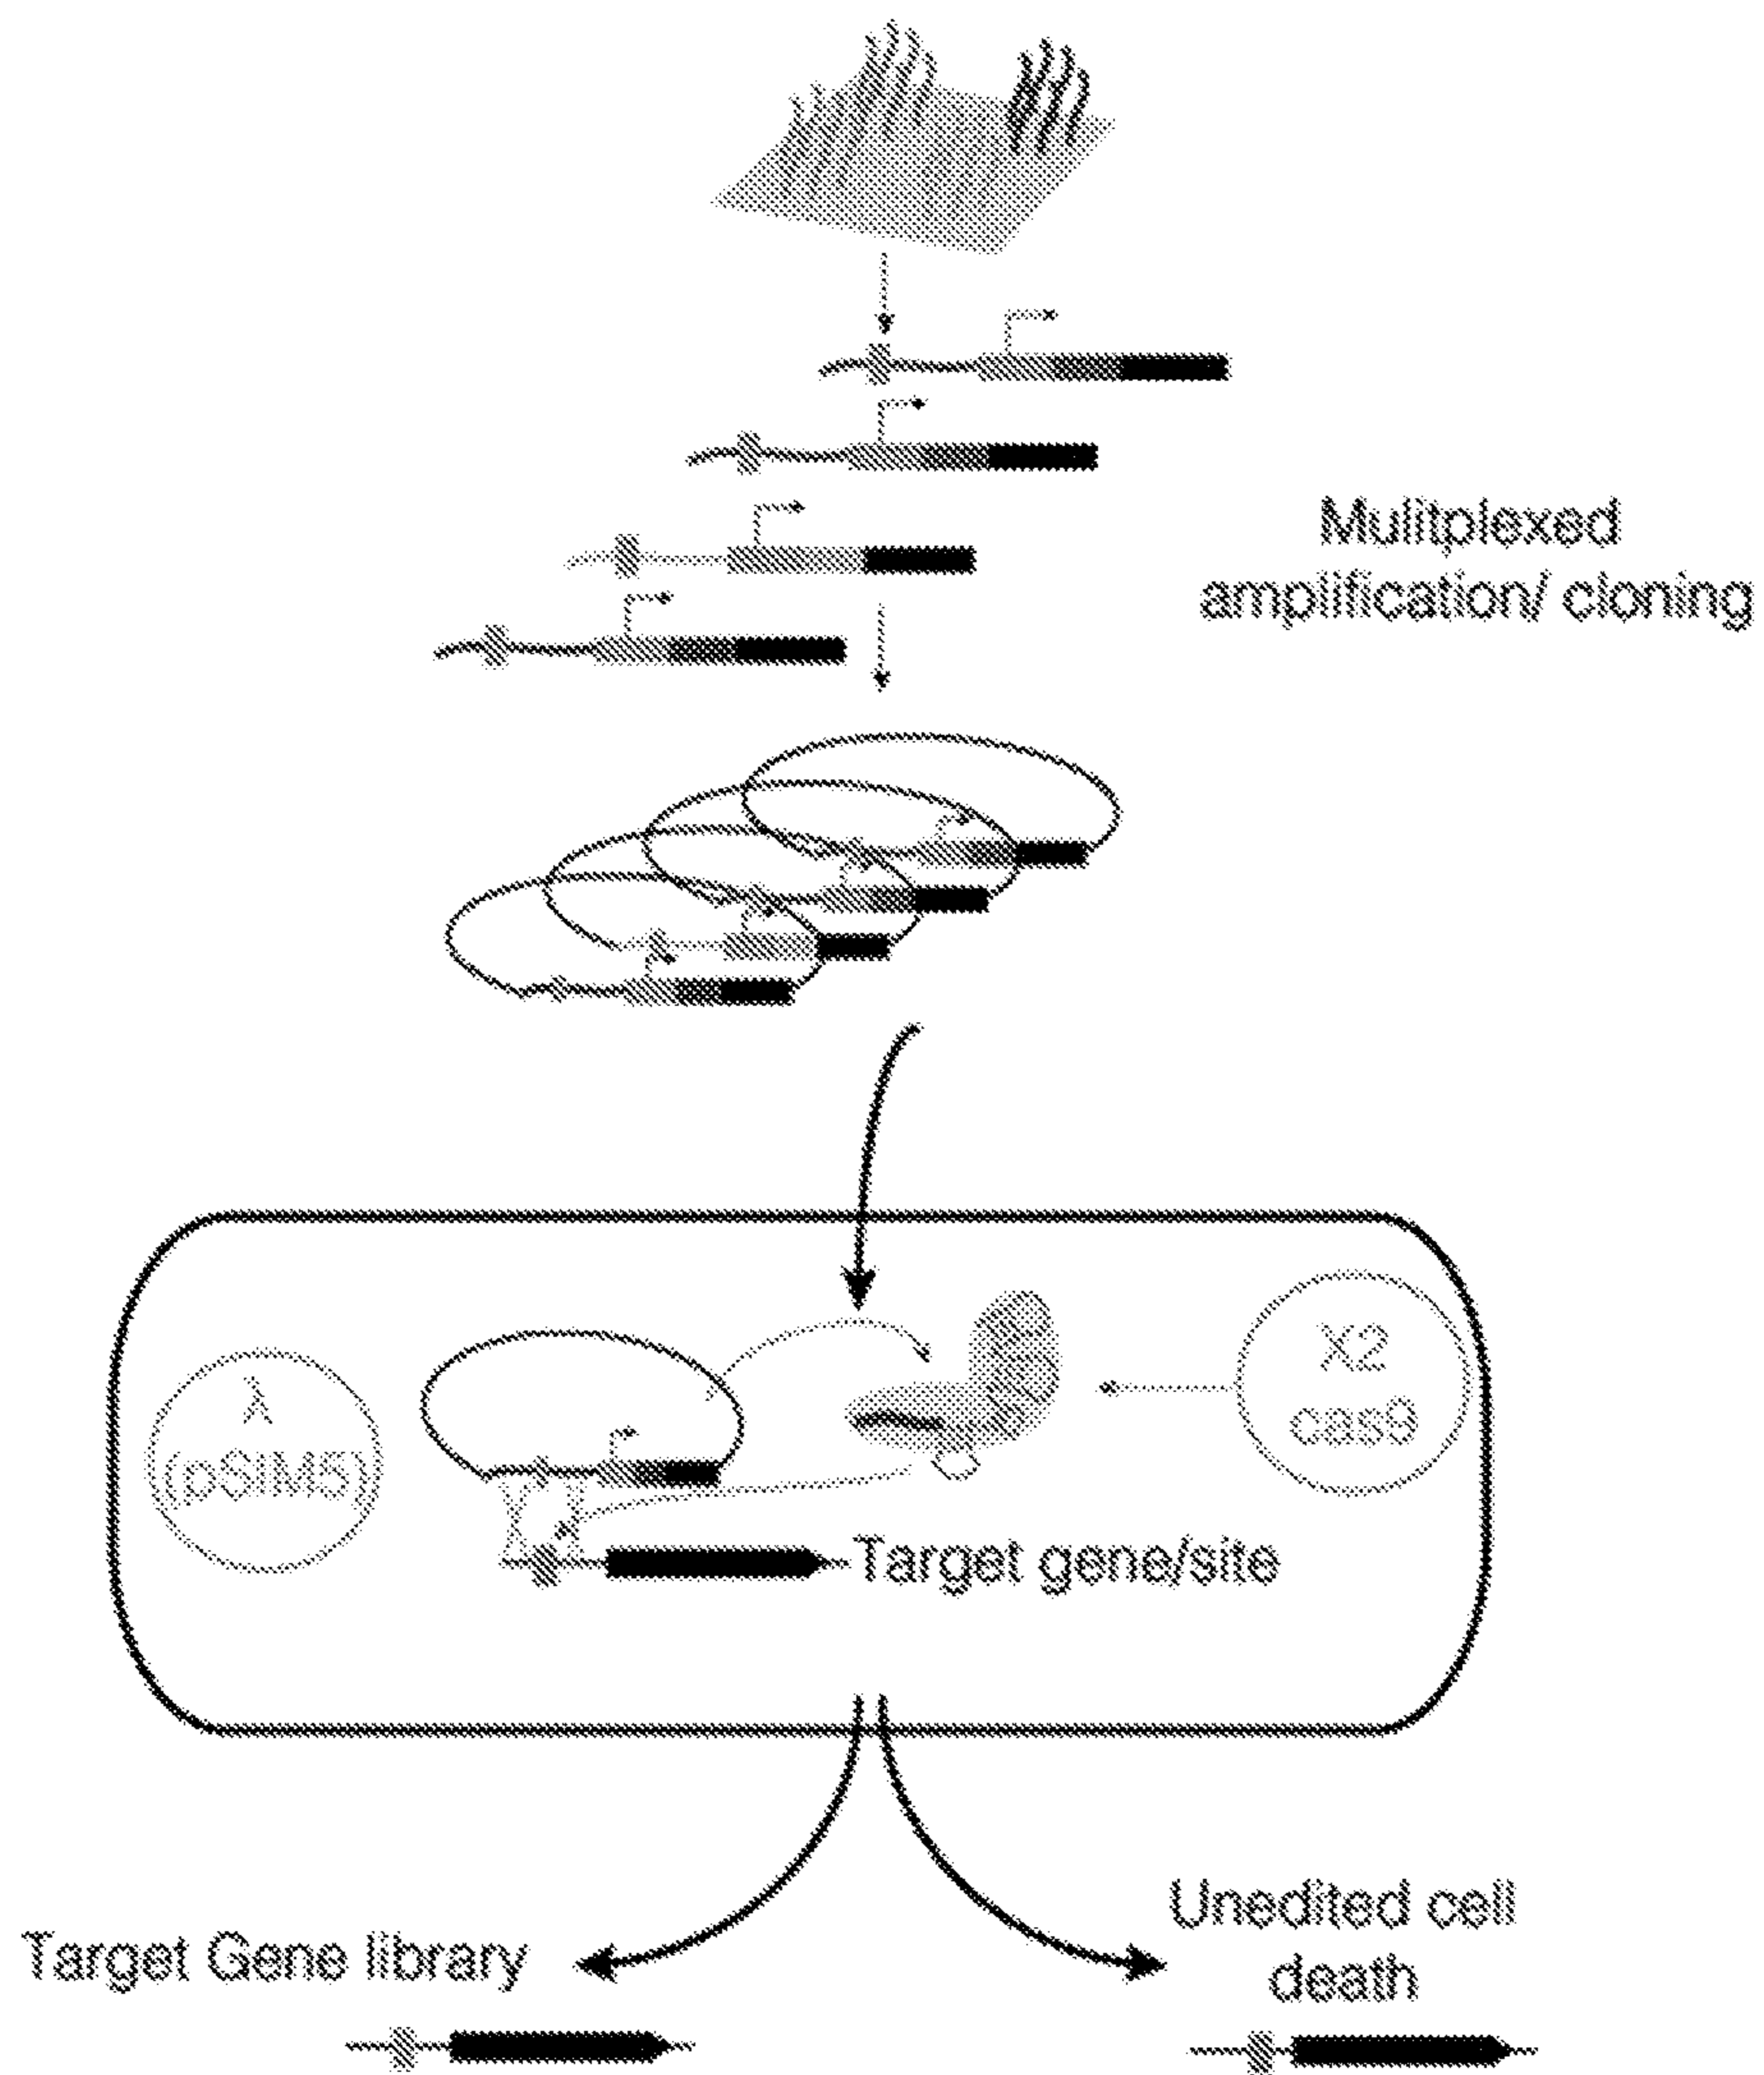 Mulitplexed
amplification/ cloning
λ
(pSIM5)
X2
cas9
Target gene/site
Target Gene library
Unedited cell
death